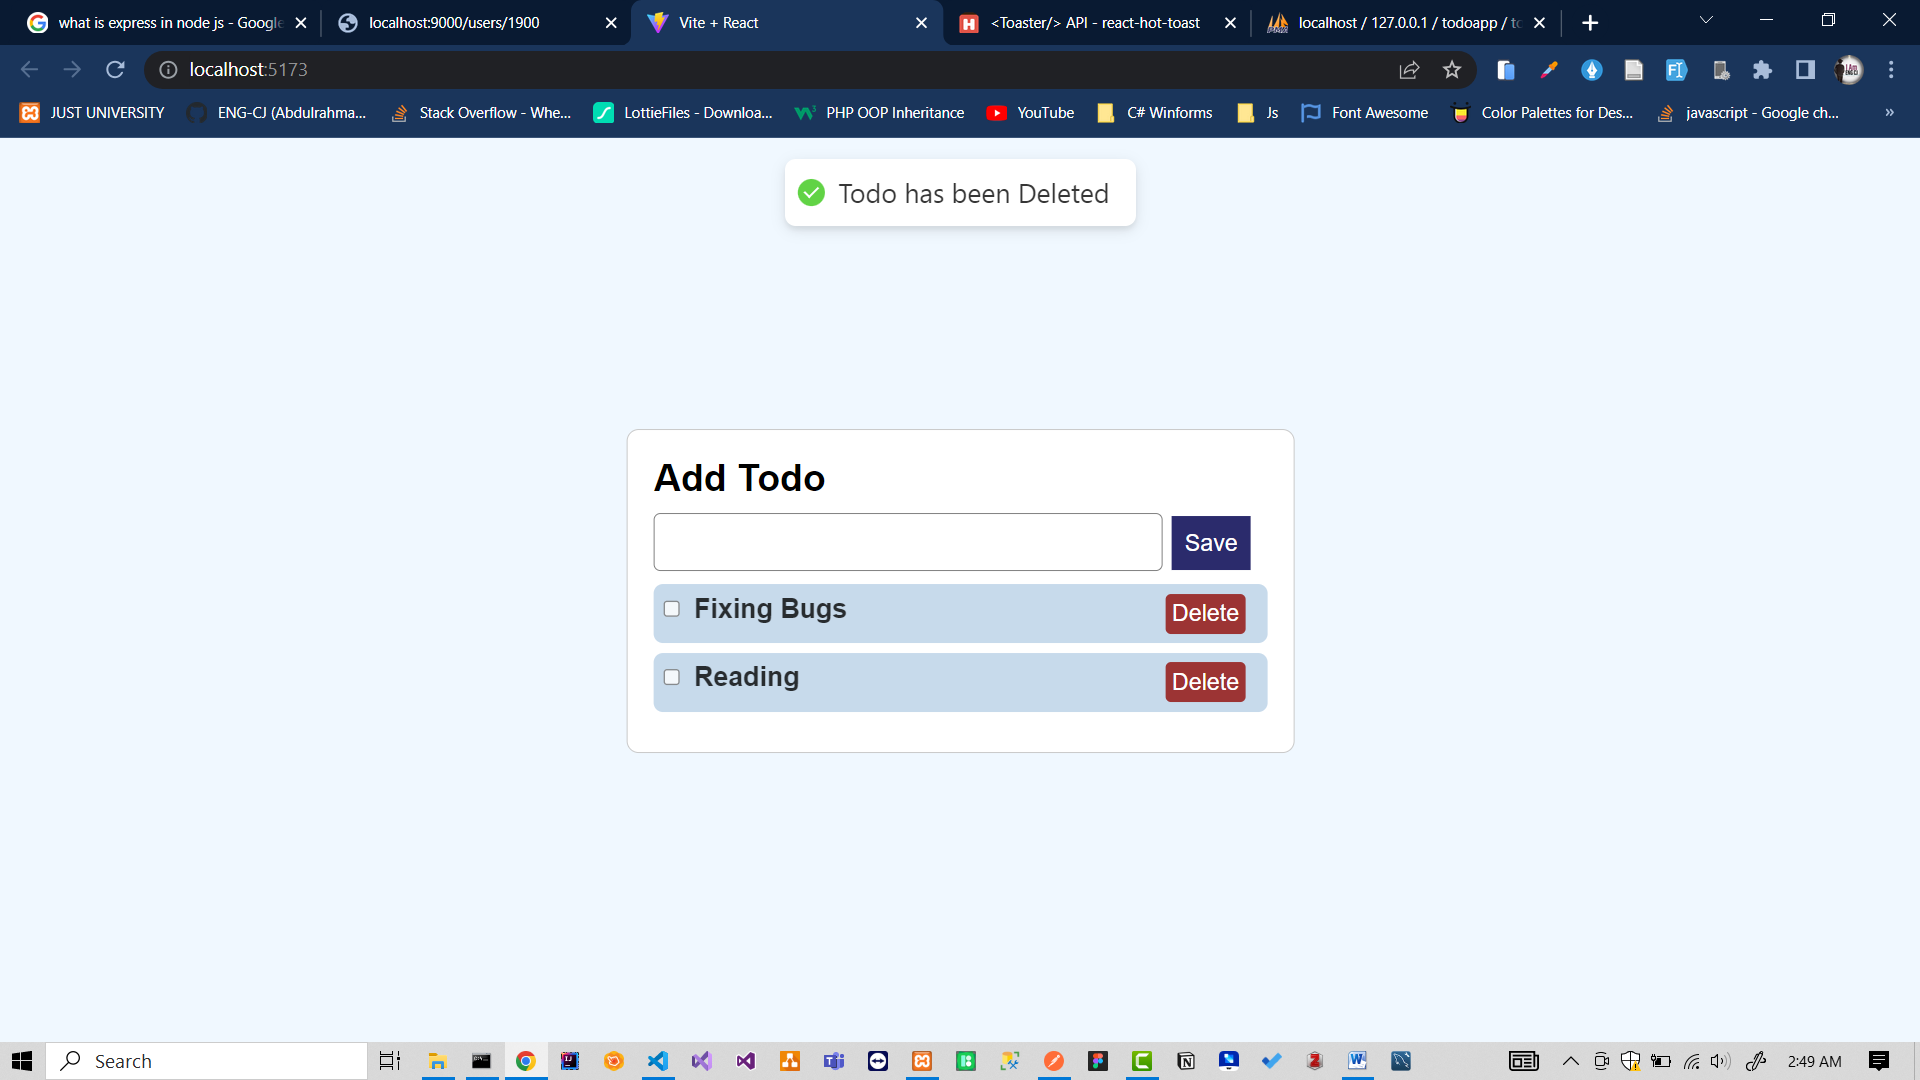 what is express in node js - Google
localhost:9000/users/1900
Vite + React
<Toaster/> API - react-hot-toast
localhost / 127.0.0.1 / todoapp / to
localhost:5173
JUST UNIVERSITY
ENG-CJ (Abdulrahma...
Stack Overflow - Whe...
LottieFiles - Downloa...
PHP OOP Inheritance
YouTube
C# Winforms
Js
Font Awesome
Color Palettes for Des...
javascript - Google ch...
»
Todo has been Deleted
Add Todo
Save
Fixing Bugs
Delete
Reading
Delete
Search
2:49 AM